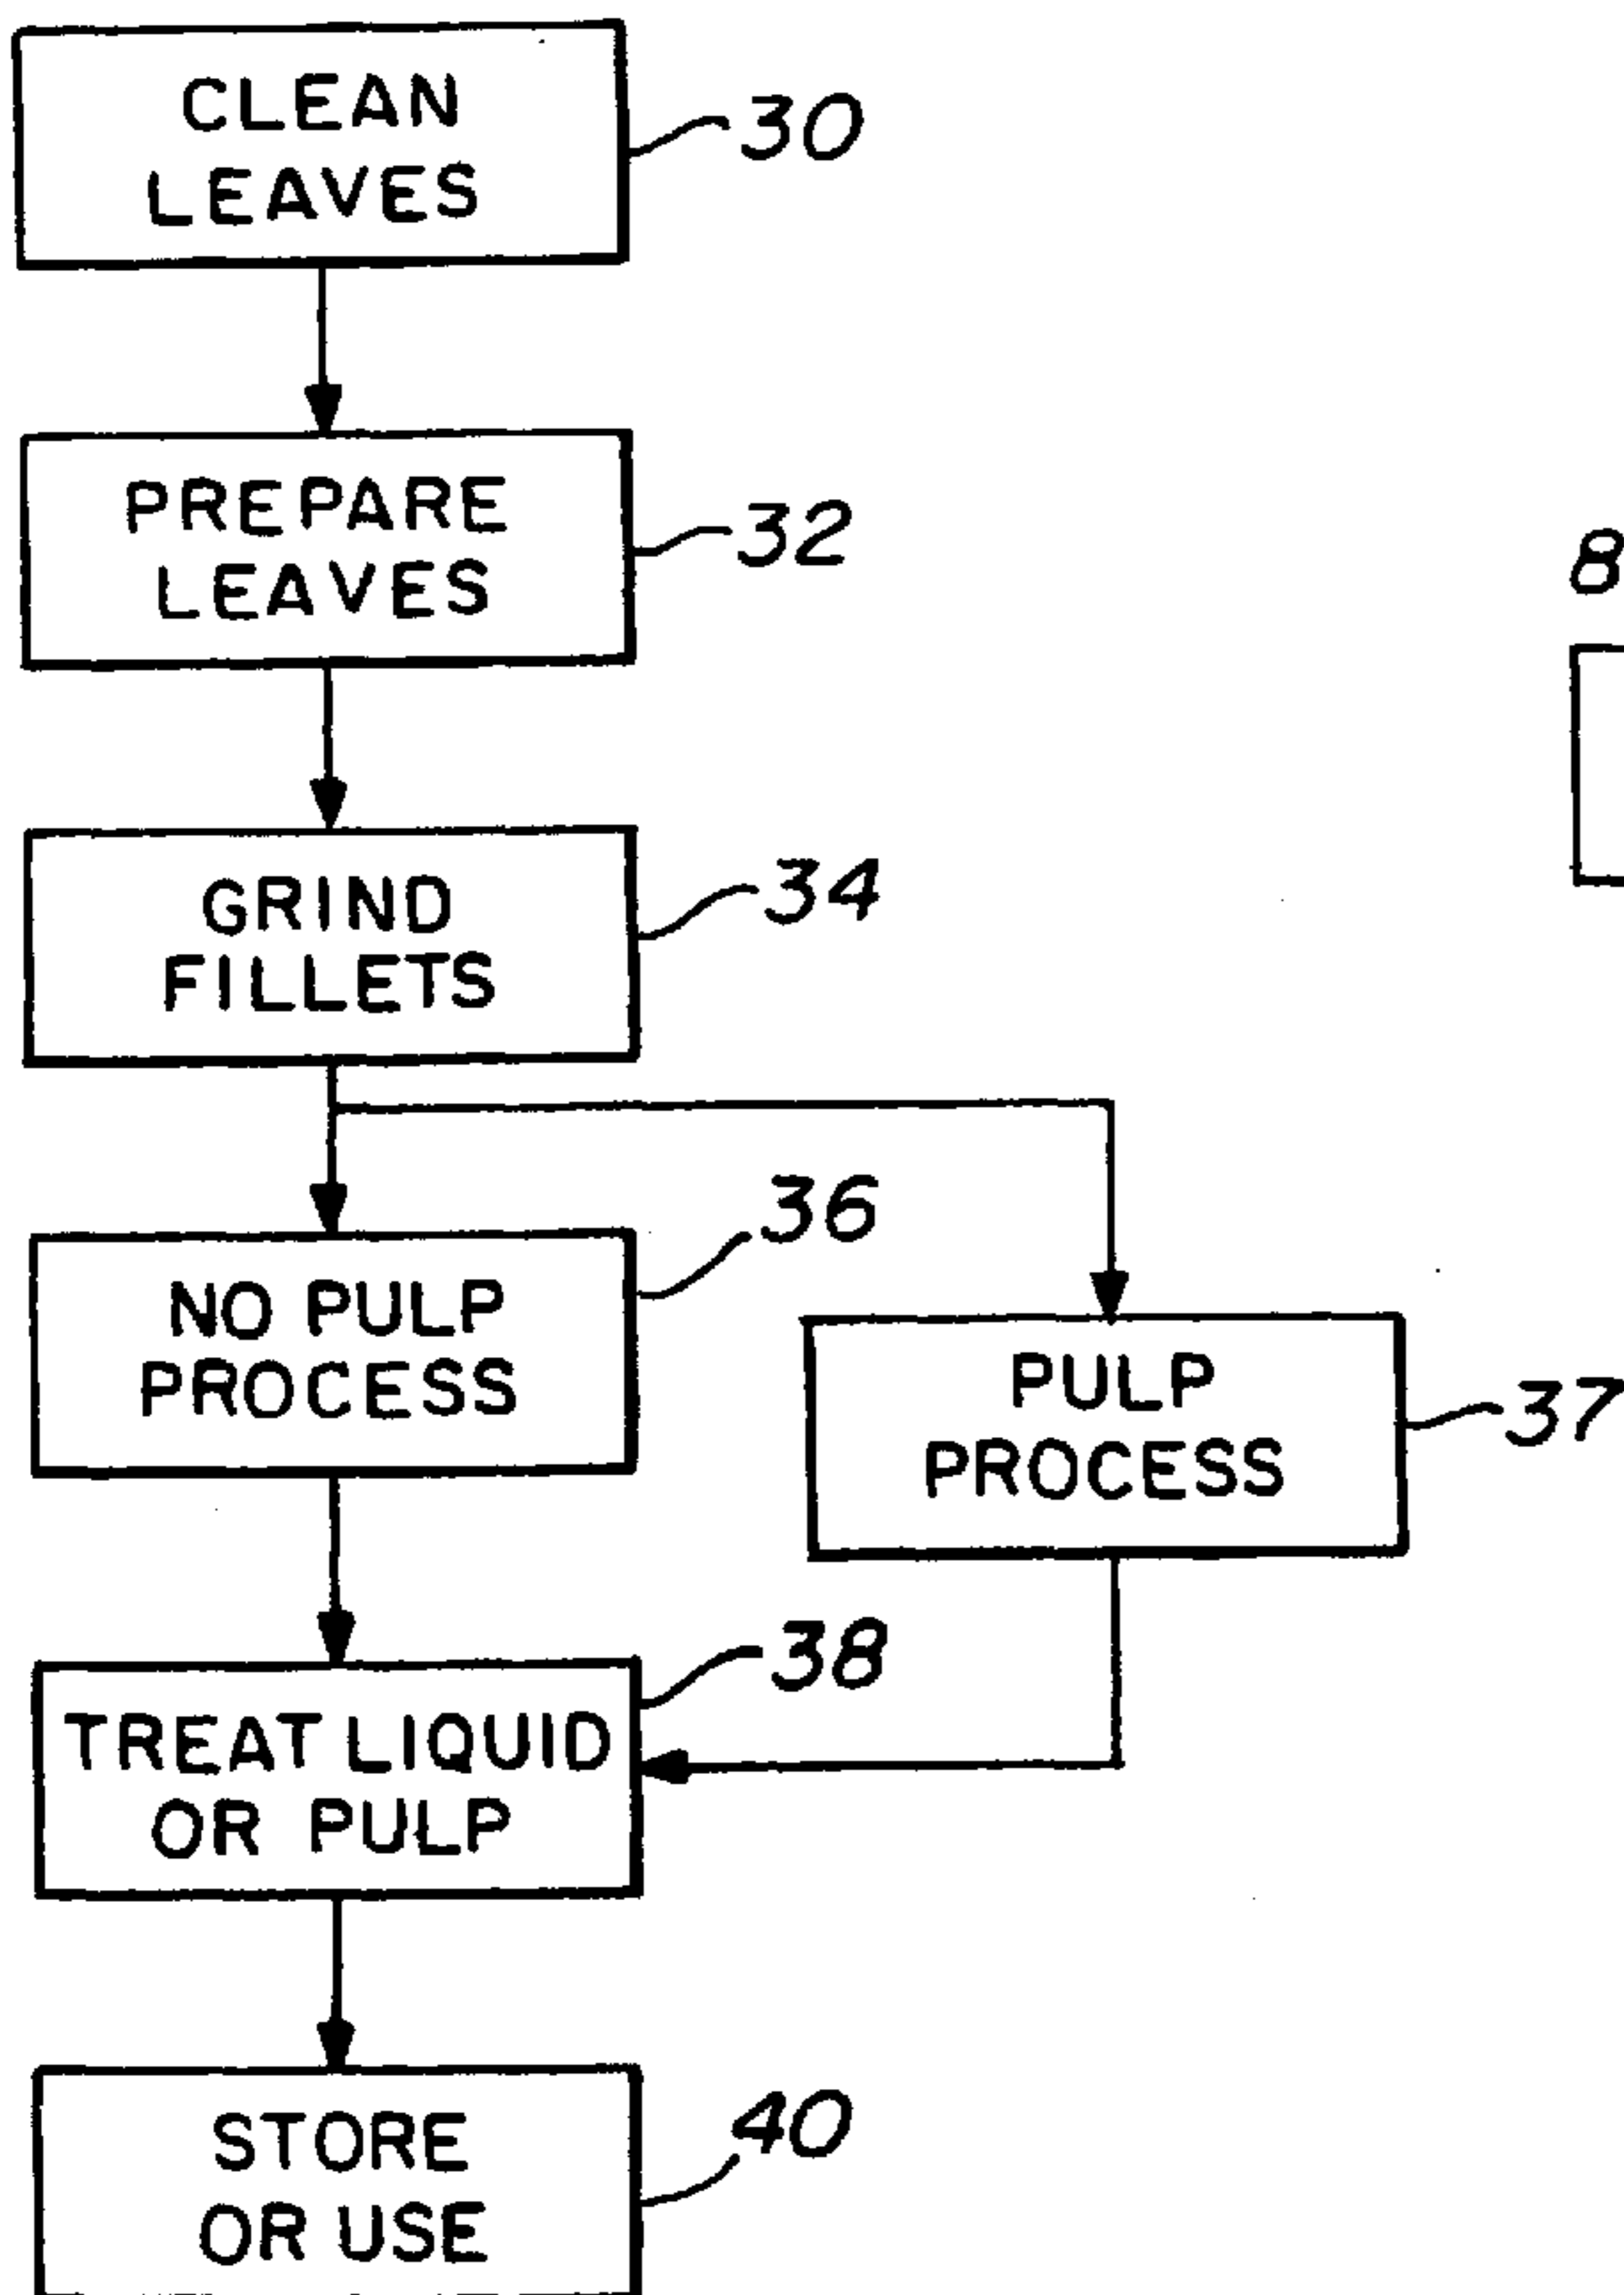 CLEAN
LEAVES
30
PREPARE
LEAVES
32
8
GRIND
FILLETS
34
NO PULP
PROCESS
36
PULP
PROCESS
37
TREAT LIQUID
OR PULP
38
STORE
OR USE
40